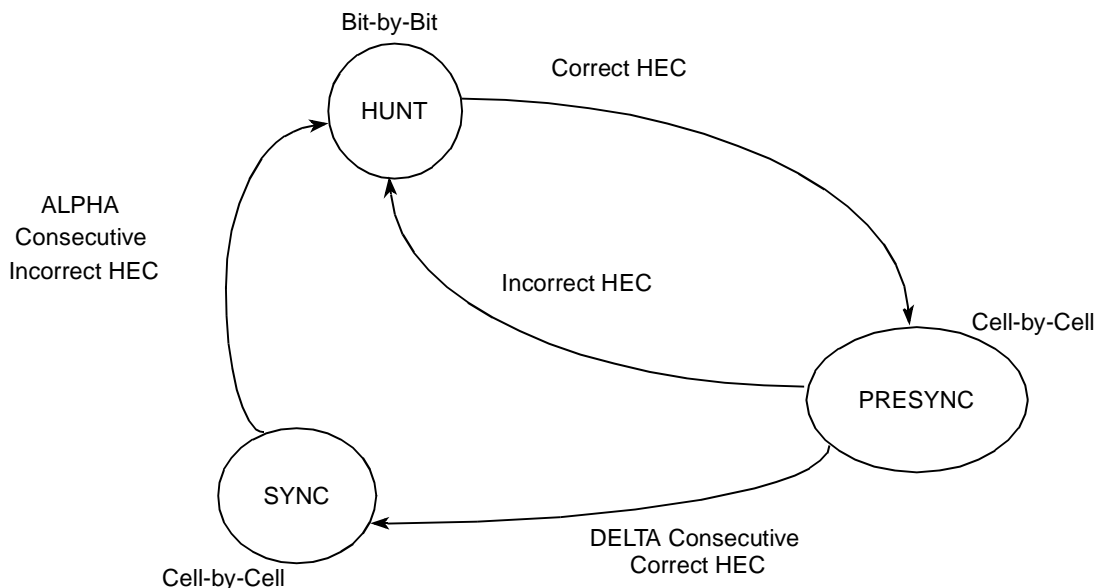 Bit-by-Bit
HUNT
Correct HEC
ALPHA
Consecutive
Incorrect HEC
Incorrect HEC
Cell-by-Cell
PRESYNC
SYNC
DELTA Consecutive
Correct HEC
Cell-by-Cell